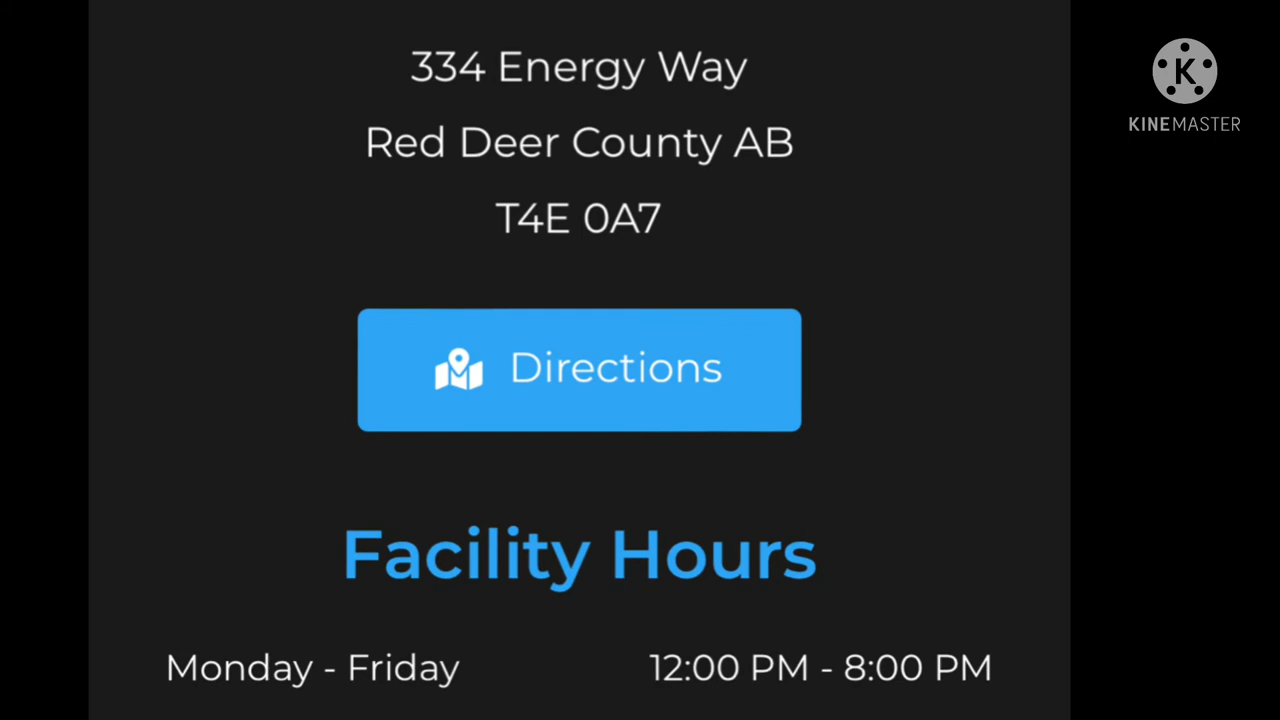 334 Energy Way
Red Deer County AB
T4E 0A7
Directions
Facility Hours
Monday - Friday 12:00 PM - 8:00 PM
K
KINEMASTER